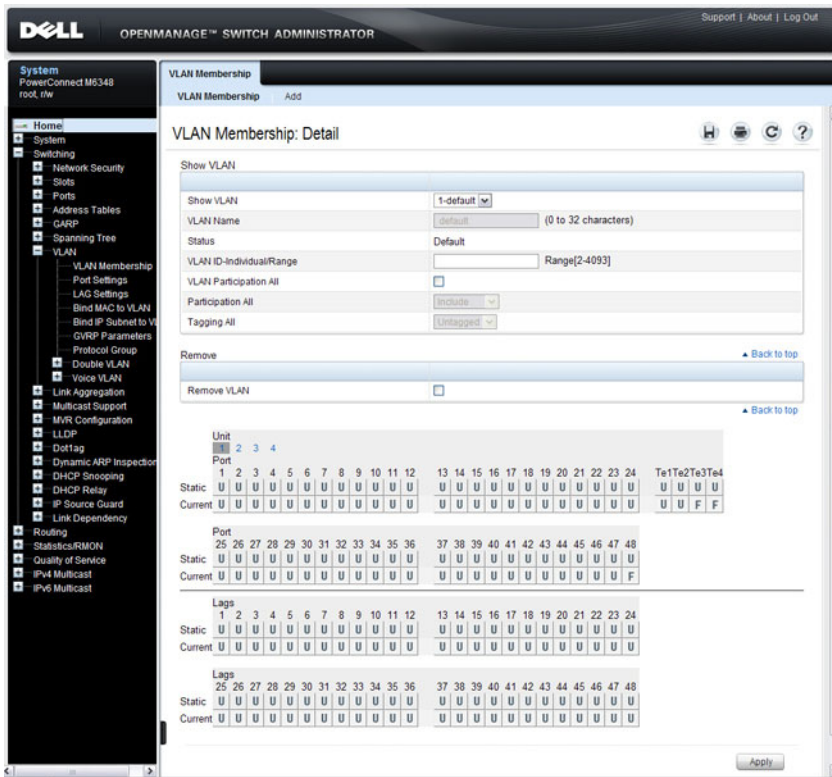 Support | About | Log Out
DELL
OPENMANAGE™ SWITCH ADMINISTRATOR
System
PowerConnect M6348
root, r/w
Home
System
Switching
Network Security
Slots
Ports
Address Tables
GARP
Spanning Tree
VLAN
VLAN Membership
Port Settings
LAG Settings
Bind MAC to VLAN
Bind IP Subnet to VL
GVRP Parameters
Protocol Group
Double VLAN
Voice VLAN
Link Aggregation
Multicast Support
MVR Configuration
LLDP
Dot1ag
Dynamic ARP Inspection
DHCP Snooping
DHCP Relay
IP Source Guard
Link Dependency
Routing
Statistics/RMON
Quality of Service
IPv4 Multicast
IPv6 Multicast
VLAN Membership
VLAN Membership Add
VLAN Membership: Detail
Show VLAN
Show VLAN 1-default
VLAN Name default (0 to 32 characters)
Status Default
VLAN ID-Individual/Range Range[2-4093]
VLAN Participation All
Participation All Include
Tagging All Untagged
Remove Back to top
Remove VLAN
Back to top
Unit
1 2 3 4
Port
1 2 3 4 5 6 7 8 9 10 11 12 13 14 15 16 17 18 19 20 21 22 23 24 Te1 Te2 Te3 Te4
Static U U U U U U U U U U U U U U U U U U U U U U U U U U U U
Current U U U U U U U U U U U U U U U U U U U U U U U U U U F F
Port
25 26 27 28 29 30 31 32 33 34 35 36 37 38 39 40 41 42 43 44 45 46 47 48
Static U U U U U U U U U U U U U U U U U U U U U U U U
Current U U U U U U U U U U U U U U U U U U U U U U U F
Lags
1 2 3 4 5 6 7 8 9 10 11 12 13 14 15 16 17 18 19 20 21 22 23 24
Static U U U U U U U U U U U U U U U U U U U U U U U U
Current U U U U U U U U U U U U U U U U U U U U U U U U
Lags
25 26 27 28 29 30 31 32 33 34 35 36 37 38 39 40 41 42 43 44 45 46 47 48
Static U U U U U U U U U U U U U U U U U U U U U U U U
Current U U U U U U U U U U U U U U U U U U U U U U U U
Apply